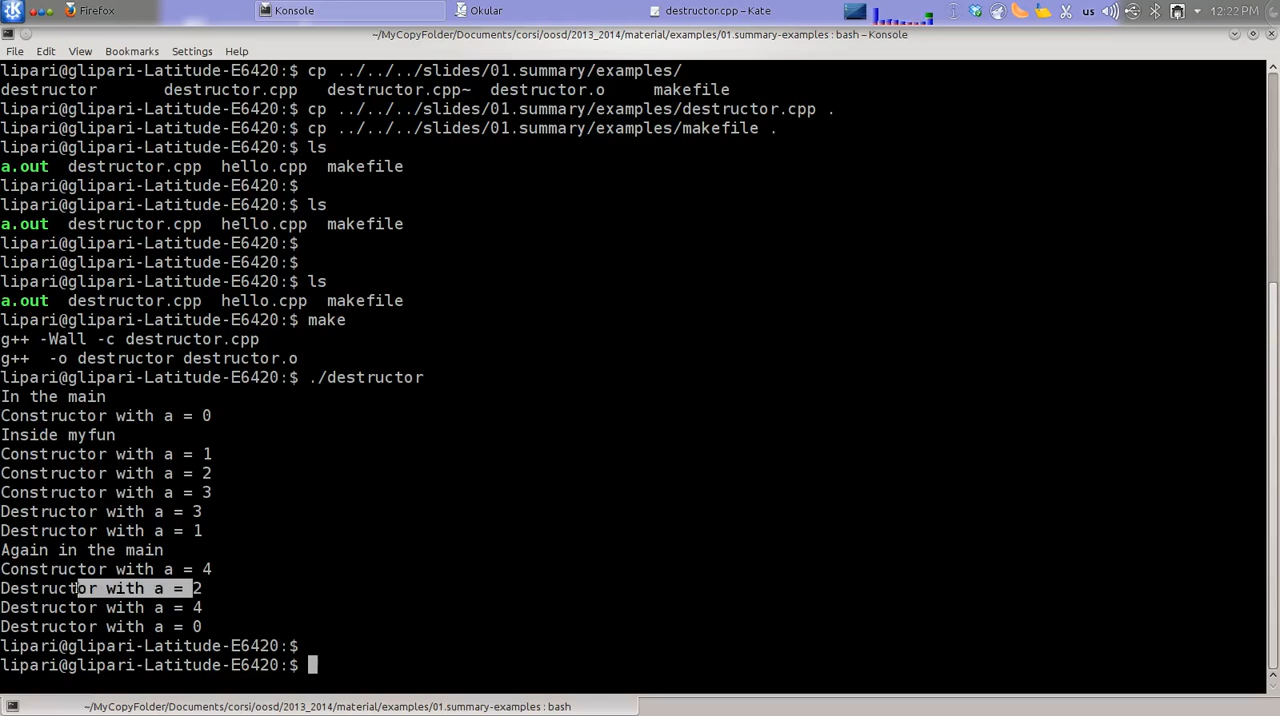 Firefox Konsole Okular destructor.cpp - Kate us 12:22 PM
~/MyCopyFolder/Documents/corsi/oosd/2013_2014/material/examples/01.summary-examples : bash – Konsole
File Edit View Bookmarks Settings Help
lipari@glipari-Latitude-E6420:$ cp ../../../slides/01.summary/examples/
destructor destructor.cpp destructor.cpp~ destructor.o makefile
lipari@glipari-Latitude-E6420:$ cp ../../../slides/01.summary/examples/destructor.cpp .
lipari@glipari-Latitude-E6420:$ cp ../../../slides/01.summary/examples/makefile .
lipari@glipari-Latitude-E6420:$ ls
a.out destructor.cpp hello.cpp makefile
lipari@glipari-Latitude-E6420:$
lipari@glipari-Latitude-E6420:$ ls
a.out destructor.cpp hello.cpp makefile
lipari@glipari-Latitude-E6420:$
lipari@glipari-Latitude-E6420:$
lipari@glipari-Latitude-E6420:$ ls
a.out destructor.cpp hello.cpp makefile
lipari@glipari-Latitude-E6420:$ make
g++ -Wall -c destructor.cpp
g++ -o destructor destructor.o
lipari@glipari-Latitude-E6420:$ ./destructor
In the main
Constructor with a = 0
Inside myfun
Constructor with a = 1
Constructor with a = 2
Constructor with a = 3
Destructor with a = 3
Destructor with a = 1
Again in the main
Constructor with a = 4
Destructor with a = 2
Destructor with a = 4
Destructor with a = 0
lipari@glipari-Latitude-E6420:$
lipari@glipari-Latitude-E6420:$
~/MyCopyFolder/Documents/corsi/oosd/2013_2014/material/examples/01.summary-examples : bash